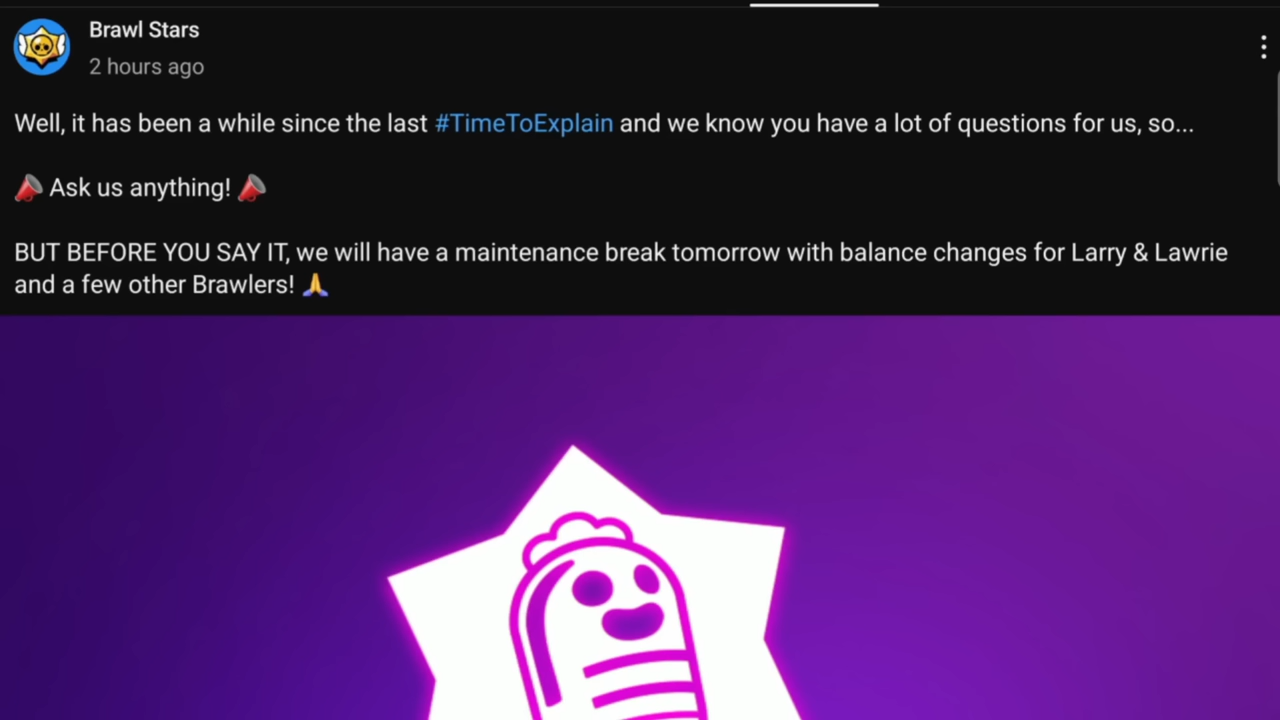 Brawl Stars
2 hours ago
Well, it has been a while since the last #TimeToExplain and we know you have a lot of questions for us, so...
📣 Ask us anything! 📣
BUT BEFORE YOU SAY IT, we will have a maintenance break tomorrow with balance changes for Larry & Lawrie
and a few other Brawlers! 🙏